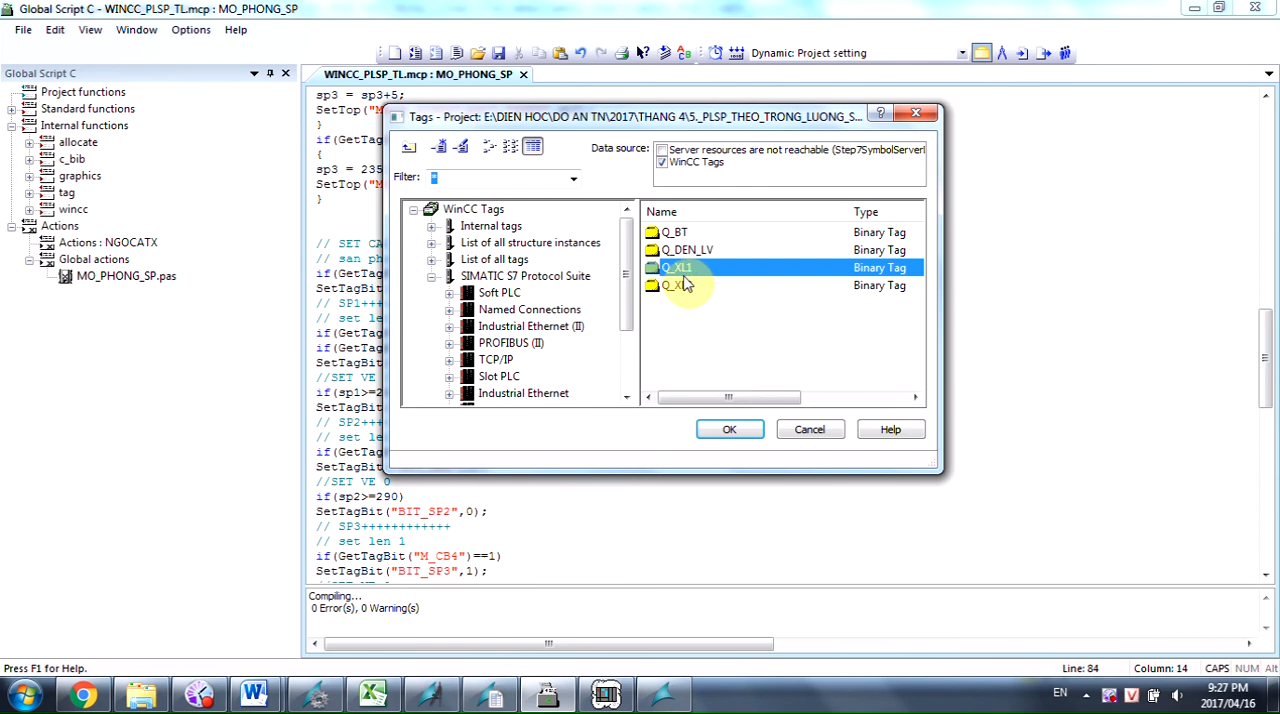 Global Script C - WINCC_PLSP_TL.mcp : MO_PHONG_SP
File Edit View Window Options Help
Dynamic: Project setting
Global Script C
WINCC_PLSP_TL.mcp : MO_PHONG_SP
Project functions
Standard functions
Internal functions
allocate
c_bib
graphics
tag
wincc
Actions
Actions : NGOCATX
Global actions
MO_PHONG_SP.pas
sp3 = sp3+5;
SetTop("M
}
if(GetTag
{
sp3 = 235
SetTop("M
}
// SET CA
// san ph
if(GetTag
SetTagBit
// SP1+++
// set le
if(GetTag
if(GetTag
SetTagBit
//SET VE
if(sp1>=2
SetTagBit
// SP2+++
// set le
if(GetTag
SetTagBit
//SET VE 0
if(sp2>=290)
SetTagBit("BIT_SP2",0);
// SP3++++++++++++
// set len 1
if(GetTagBit("M_CB4")==1)
SetTagBit("BIT_SP3",1);
Tags - Project: E:\DIEN HOC\DO AN TN\2017\THANG 4\5._PLSP_THEO_TRONG_LUONG_S...
Data source:
Server resources are not reachable (Step7SymbolServer
WinCC Tags
Filter: *
WinCC Tags
Internal tags
List of all structure instances
List of all tags
SIMATIC S7 Protocol Suite
Soft PLC
Named Connections
Industrial Ethernet (II)
PROFIBUS (II)
TCP/IP
Slot PLC
Industrial Ethernet
Name Type
Q_BT Binary Tag
Q_DEN_LV Binary Tag
Q_XL1 Binary Tag
Binary Tag
OK Cancel Help
Compiling...
0 Error(s), 0 Warning(s)
Press F1 for Help.
Line: 84 Column: 14 CAPS NUM Alt
EN
9:27 PM
2017/04/16